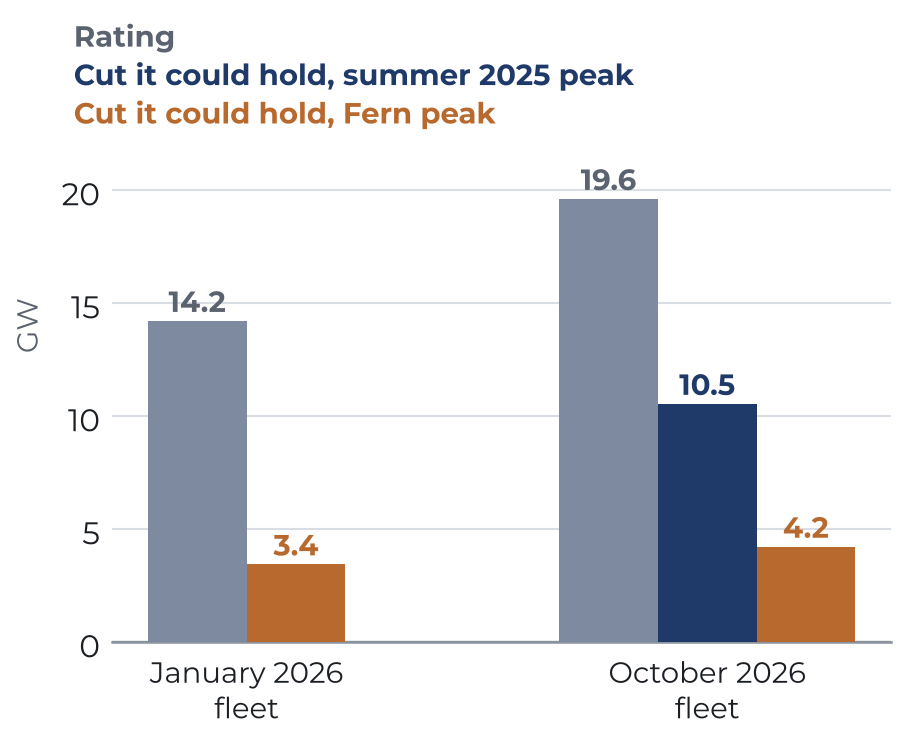 Rating
Cut it could hold, summer 2025 peak
Cut it could hold, Fern peak
GW
20
15
10
5
0
14.2
3.4
19.6
10.5
4.2
January 2026
fleet
October 2026
fleet